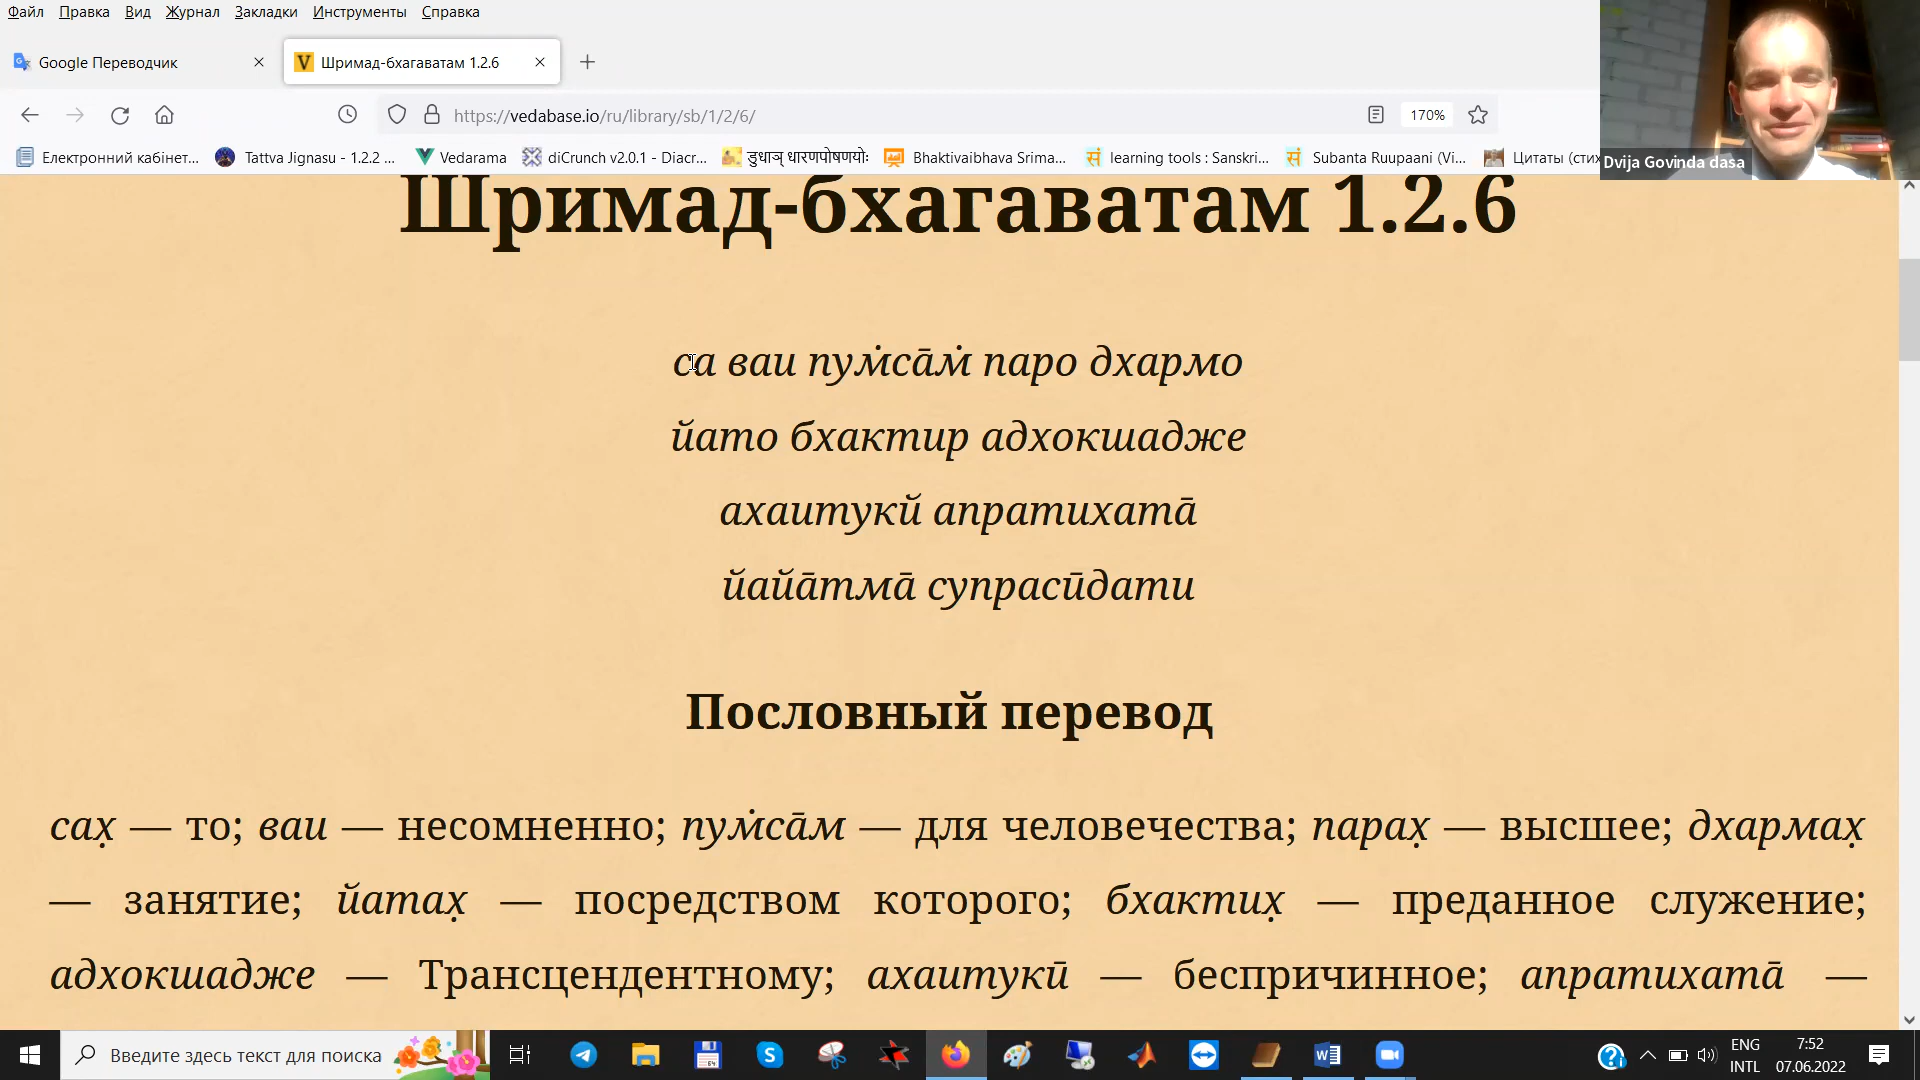 Файл Правка Вид Журнал Закладки Инструменты Справка
Google Переводчик
Шримад-бхагаватам 1.2.6
https://vedabase.io/ru/library/sb/1/2/6/
170%
Електронний кабінет...
Tattva Jignasu - 1.2.2 ...
Vedarama
diCrunch v2.0.1 - Diacr...
डुधाञ् धारणपोषणयोः
Bhaktivaibhava Srima...
learning tools : Sanskri...
Subanta Ruupaani (Vi...
Цитаты (стих
Dvija Govinda dasa
Шримад-бхагаватам 1.2.6
са ваи пум̇са̄м̇ паро дхармо
йато бхактир адхокшадже
ахаитукӣ апратихата̄
йайа̄тма̄ супрасӣдати
Пословный перевод
сах̣ — то; ваи — несомненно; пум̇са̄м — для человечества; парах̣ — высшее; дхармах̣
— занятие; йатах̣ — посредством которого; бхактих̣ — преданное служение;
адхокшадже — Трансцендентному; ахаитукӣ — беспричинное; апратихата̄ —
Введите здесь текст для поиска
ENG
INTL
7:52
07.06.2022